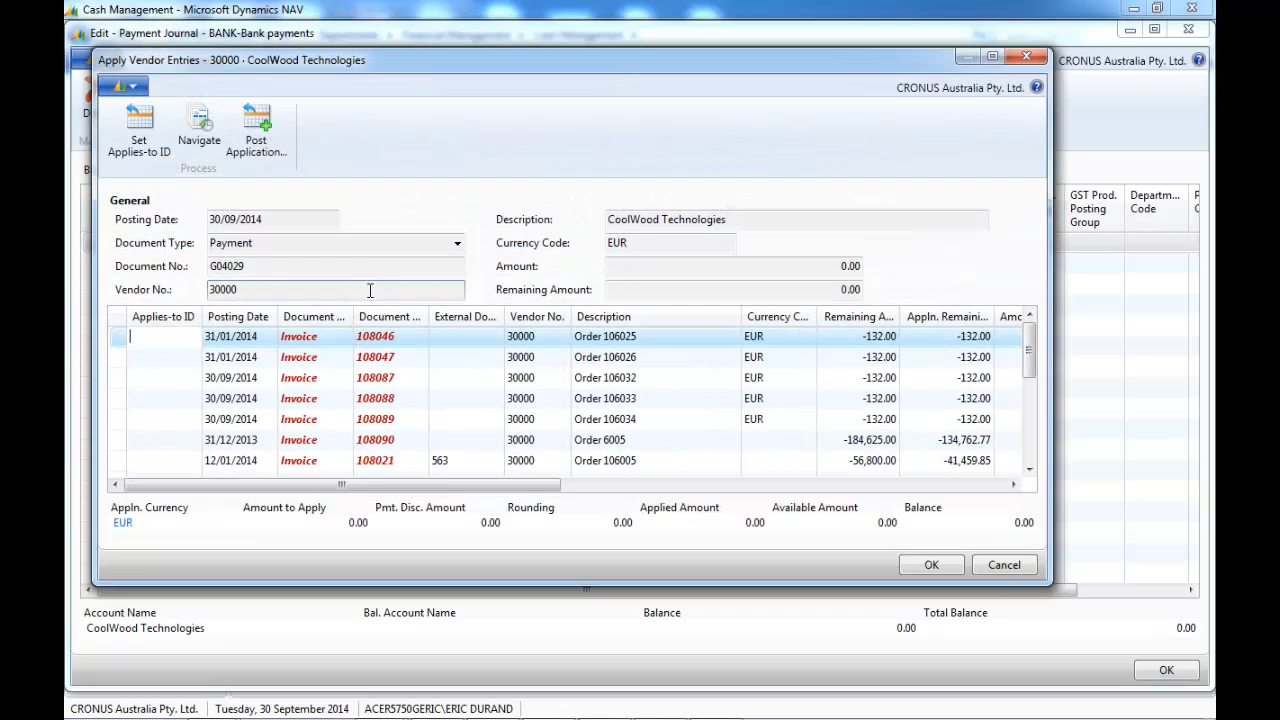 Cash Management - Microsoft Dynamics NAV
Edit - Payment Journal - BANK-Bank payments
Apply Vendor Entries - 30000 · CoolWood Technologies
CRONUS Australia Pty. Ltd.
CRONUS Australia Pty. Ltd.
Set Applies-to ID
Navigate
Post Application...
Process
General
Posting Date: 30/09/2014
Description: CoolWood Technologies
Document Type: Payment
Currency Code: EUR
Document No.: G04029
Amount: 0.00
Vendor No.: 30000
Remaining Amount: 0.00
GST Prod. Posting Group
Departm... Code
Applies-to ID Posting Date Document ... Document ... External Do... Vendor No. Description Currency C... Remaining A... Appln. Remaini... Amc
31/01/2014 Invoice 108046 30000 Order 106025 EUR -132.00 -132.00
31/01/2014 Invoice 108047 30000 Order 106026 EUR -132.00 -132.00
30/09/2014 Invoice 108087 30000 Order 106032 EUR -132.00 -132.00
30/09/2014 Invoice 108088 30000 Order 106033 EUR -132.00 -132.00
30/09/2014 Invoice 108089 30000 Order 106034 EUR -132.00 -132.00
31/12/2013 Invoice 108090 30000 Order 6005 -184,625.00 -134,762.77
12/01/2014 Invoice 108021 563 30000 Order 106005 -56,800.00 -41,459.85
Appln. Currency Amount to Apply Pmt. Disc. Amount Rounding Applied Amount Available Amount Balance
EUR 0.00 0.00 0.00 0.00 0.00 0.00
OK Cancel
Account Name Bal. Account Name Balance Total Balance
CoolWood Technologies 0.00 0.00
OK
CRONUS Australia Pty. Ltd. Tuesday, 30 September 2014 ACER5750GERIC\ERIC DURAND